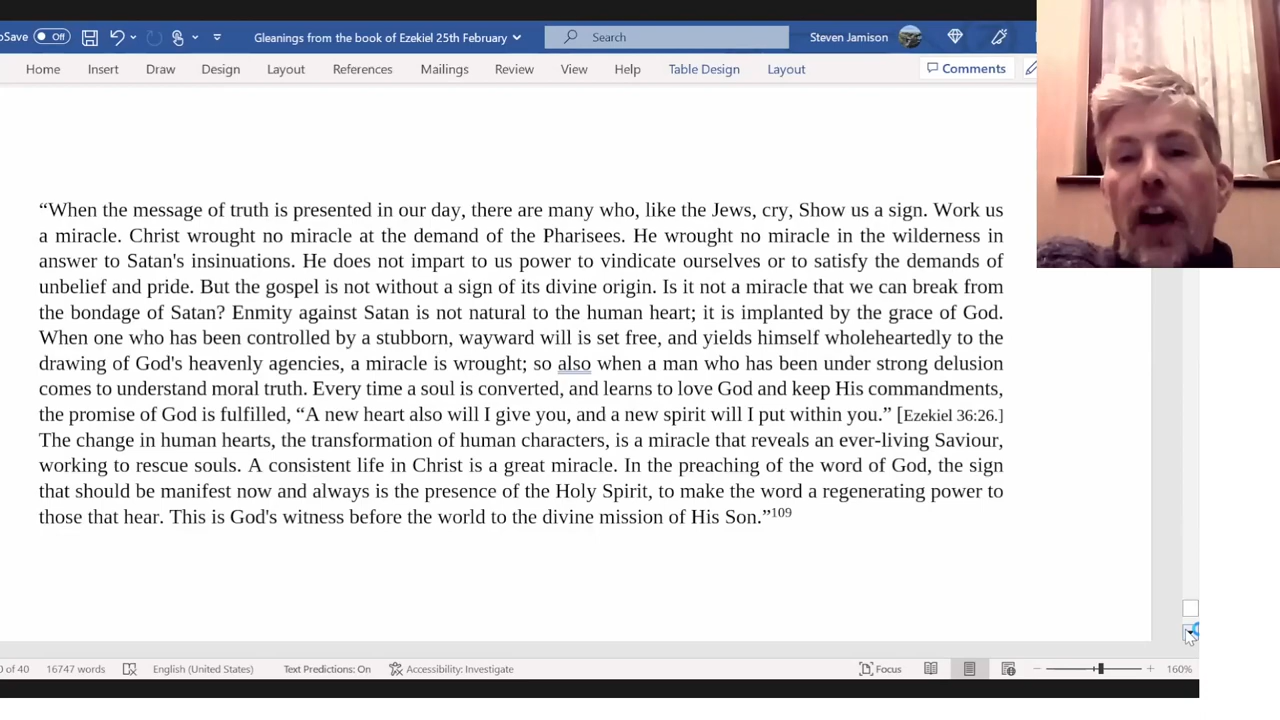 oSave Off Gleanings from the book of Ezekiel 25th February Search Steven Jamison
Home Insert Draw Design Layout References Mailings Review View Help Table Design Layout Comments
“When the message of truth is presented in our day, there are many who, like the Jews, cry, Show us a sign. Work us
a miracle. Christ wrought no miracle at the demand of the Pharisees. He wrought no miracle in the wilderness in
answer to Satan's insinuations. He does not impart to us power to vindicate ourselves or to satisfy the demands of
unbelief and pride. But the gospel is not without a sign of its divine origin. Is it not a miracle that we can break from
the bondage of Satan? Enmity against Satan is not natural to the human heart; it is implanted by the grace of God.
When one who has been controlled by a stubborn, wayward will is set free, and yields himself wholeheartedly to the
drawing of God's heavenly agencies, a miracle is wrought; so also when a man who has been under strong delusion
comes to understand moral truth. Every time a soul is converted, and learns to love God and keep His commandments,
the promise of God is fulfilled, “A new heart also will I give you, and a new spirit will I put within you.” [Ezekiel 36:26.]
The change in human hearts, the transformation of human characters, is a miracle that reveals an ever-living Saviour,
working to rescue souls. A consistent life in Christ is a great miracle. In the preaching of the word of God, the sign
that should be manifest now and always is the presence of the Holy Spirit, to make the word a regenerating power to
those that hear. This is God's witness before the world to the divine mission of His Son.”109
0 of 40 16747 words English (United States) Text Predictions: On Accessibility: Investigate Focus 160%